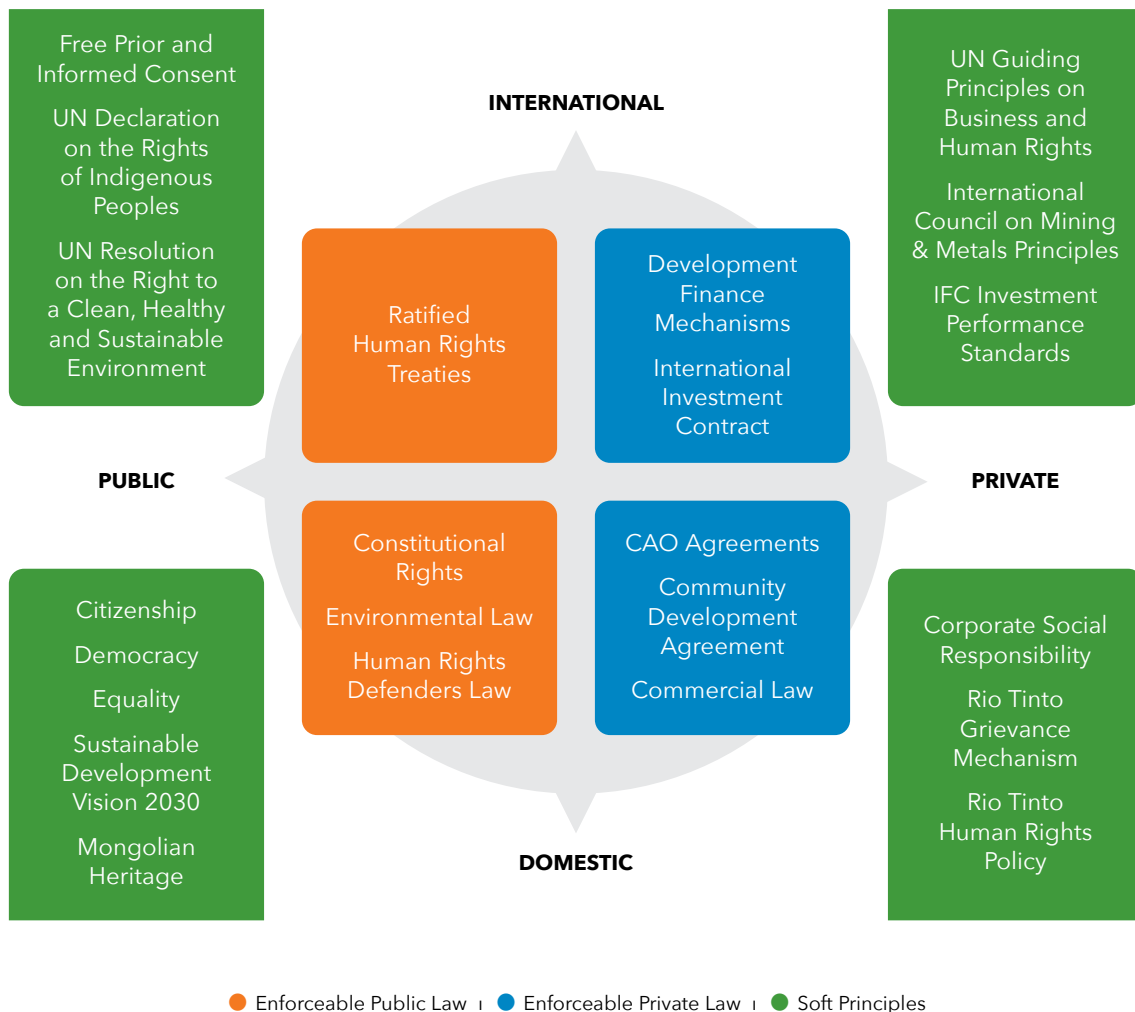 Free Prior and
Informed Consent
UN Declaration
on the Rights
of Indigenous
Peoples
UN Resolution
on the Right to
a Clean, Healthy
and Sustainable
Environment
INTERNATIONAL
UN Guiding
Principles on
Business and
Human Rights
International
Council on Mining
& Metals Principles
IFC Investment
Performance
Standards
Ratified
Human Rights
Treaties
Development
Finance
Mechanisms
International
Investment
Contract
PUBLIC
PRIVATE
Constitutional
Rights
Environmental Law
Human Rights
Defenders Law
CAO Agreements
Community
Development
Agreement
Commercial Law
Citizenship
Democracy
Equality
Sustainable
Development
Vision 2030
Mongolian
Heritage
Corporate Social
Responsibility
Rio Tinto
Grievance
Mechanism
Rio Tinto
Human Rights
Policy
DOMESTIC
Enforceable Public Law | Enforceable Private Law | Soft Principles